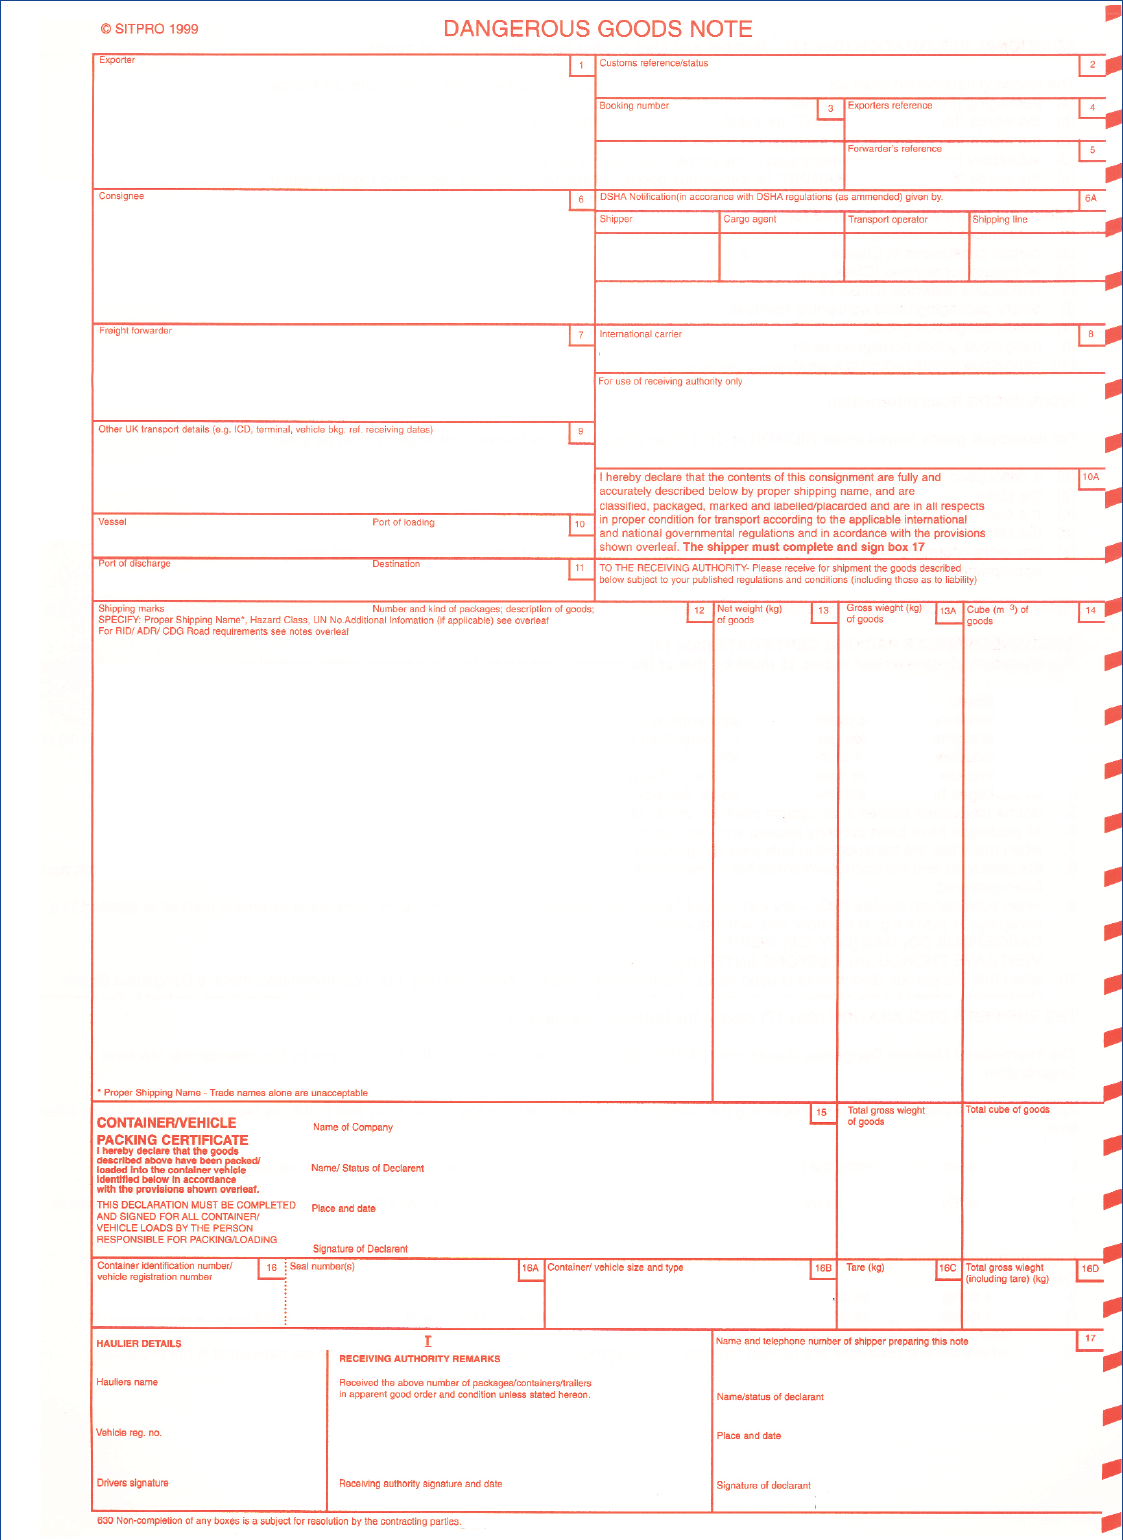 © SITPRO 1999
DANGEROUS GOODS NOTE
Exporter
1
Customs reference/status
2
Booking number
3
Exporters reference
4
Forwarder's reference
5
Consignee
6
DSHA Notification(in accorance with DSHA regulations (as ammended) given by.
6A
Shipper
Cargo agent
Transport operator
Shipping line
Freight forwarder
7
International carrier
8
For use of receiving authority only
Other UK transport details (e.g. ICD, terminal, vehicle bkg. ref. receiving dates)
9
I hereby declare that the contents of this consignment are fully and
accurately described below by proper shipping name, and are
classified, packaged, marked and labelled/placarded and are in all respects
in proper condition for transport according to the applicable international
and national governmental regulations and in acordance with the provisions
shown overleaf. The shipper must complete and sign box 17
10A
Vessel
Port of loading
10
Port of discharge
Destination
11
TO THE RECEIVING AUTHORITY- Please receive for shipment the goods described
below subject to your published regulations and conditions (including those as to liability)
Shipping marks
Number and kind of packages; description of goods;
12
SPECIFY: Proper Shipping Name*, Hazard Class, UN No.Additional Infomation (if applicable) see overleaf
For RID/ ADR/ CDG Road requirements see notes overleaf
Net weight (kg)
of goods
13
Gross wieght (kg)
of goods
13A
Cube (m 3) of
goods
14
* Proper Shipping Name - Trade names alone are unacceptable
CONTAINER/VEHICLE
PACKING CERTIFICATE
I hereby declare that the goods
described above have been packed/
loaded into the container vehicle
identified below in accordance
with the provisions shown overleaf.
THIS DECLARATION MUST BE COMPLETED
AND SIGNED FOR ALL CONTAINER/
VEHICLE LOADS BY THE PERSON
RESPONSIBLE FOR PACKING/LOADING
Name of Company
Name/ Status of Declarent
Place and date
Signature of Declarent
15
Total gross wieght
of goods
Total cube of goods
Container identification number/
vehicle registration number
16
Seal number(s)
16A
Container/ vehicle size and type
16B
Tare (kg)
16C
Total gross wieght
(including tare) (kg)
16D
HAULIER DETAILS
Hauliers name
Vehicle reg. no.
Drivers signature
RECEIVING AUTHORITY REMARKS
Received the above number of packages/containers/trailers
in apparent good order and condition unless stated hereon.
Receiving authority signature and date
Name and telephone number of shipper preparing this note
17
Name/status of declarant
Place and date
Signature of declarant
630 Non-completion of any boxes is a subject for resolution by the contracting parties.